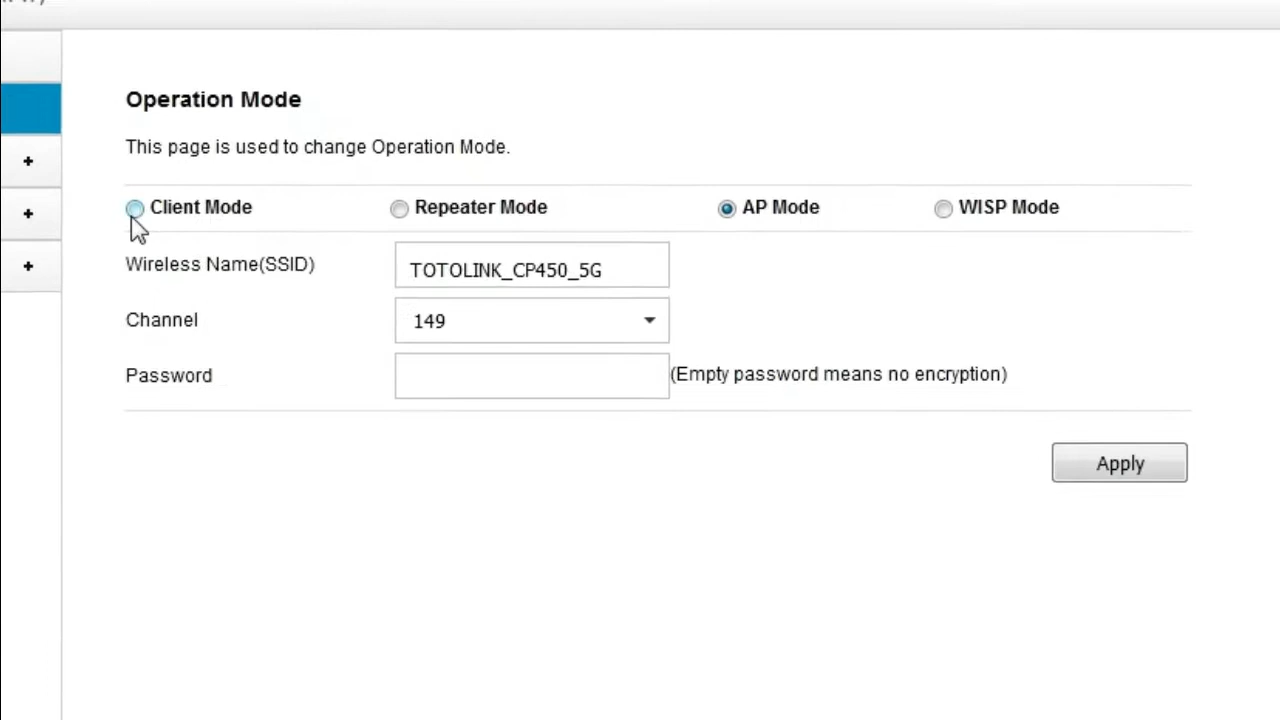 Operation Mode
This page is used to change Operation Mode.
Client Mode Repeater Mode AP Mode WISP Mode
Wireless Name(SSID) TOTOLINK_CP450_5G
Channel 149
Password (Empty password means no encryption)
Apply